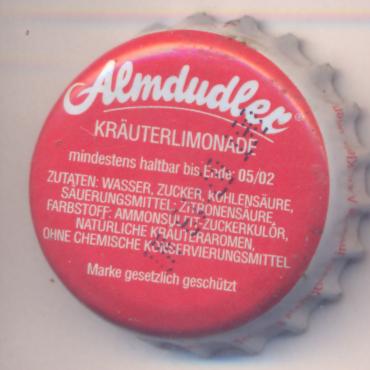 Almdudler®
KRÄUTERLIMONADE
mindestens haltbar bis Ende: 05/02
ZUTATEN: WASSER, ZUCKER, KOHLENSÄURE,
SÄUERUNGSMITTEL: ZITRONENSÄURE,
FARBSTOFF: AMMONSULFIT-ZUCKERKULÖR,
NATÜRLICHE KRÄUTERAROMEN,
OHNE CHEMISCHE KONSERVIERUNGSMITTEL
Marke gesetzlich geschützt